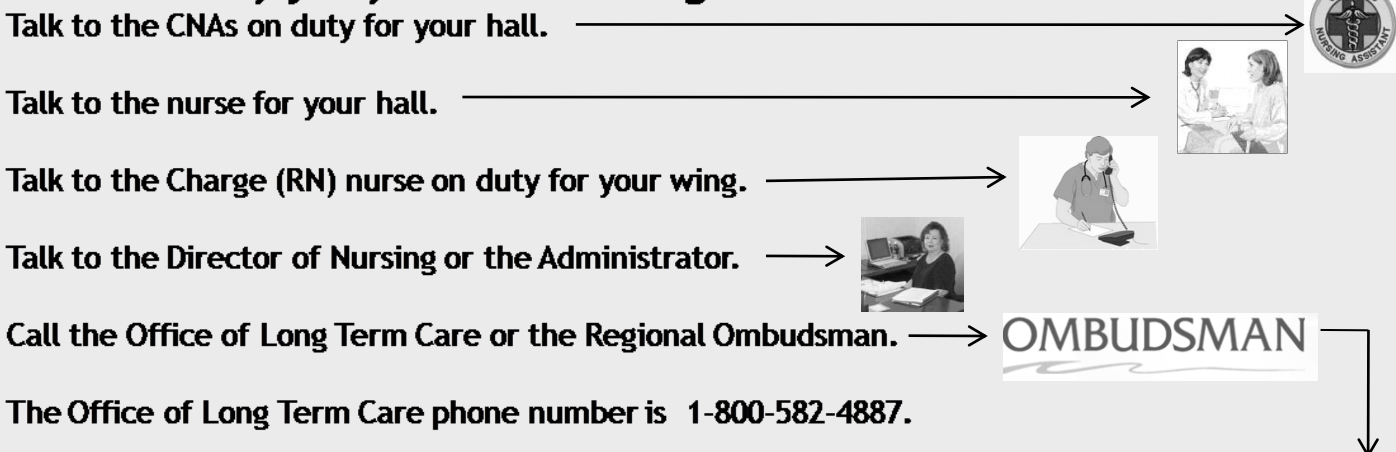 Talk to the CNAs on duty for your hall.
NURSING ASSISTANT
Talk to the nurse for your hall.
Talk to the Charge (RN) nurse on duty for your wing.
Talk to the Director of Nursing or the Administrator.
Call the Office of Long Term Care or the Regional Ombudsman.
OMBUDSMAN
The Office of Long Term Care phone number is 1-800-582-4887.